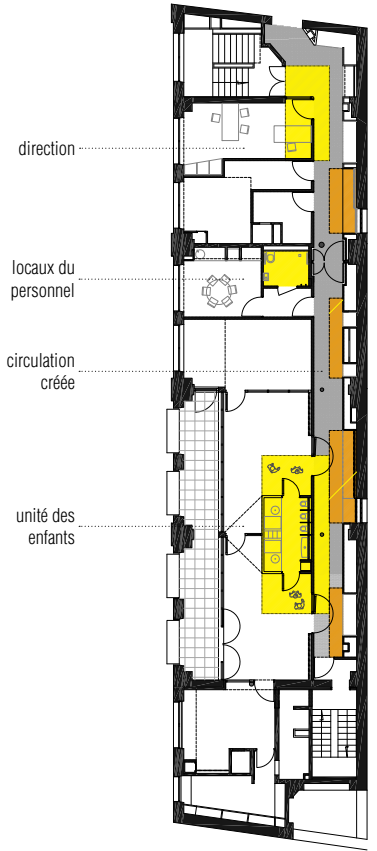 direction
locaux du
personnel
circulation
créée
unité des
enfants